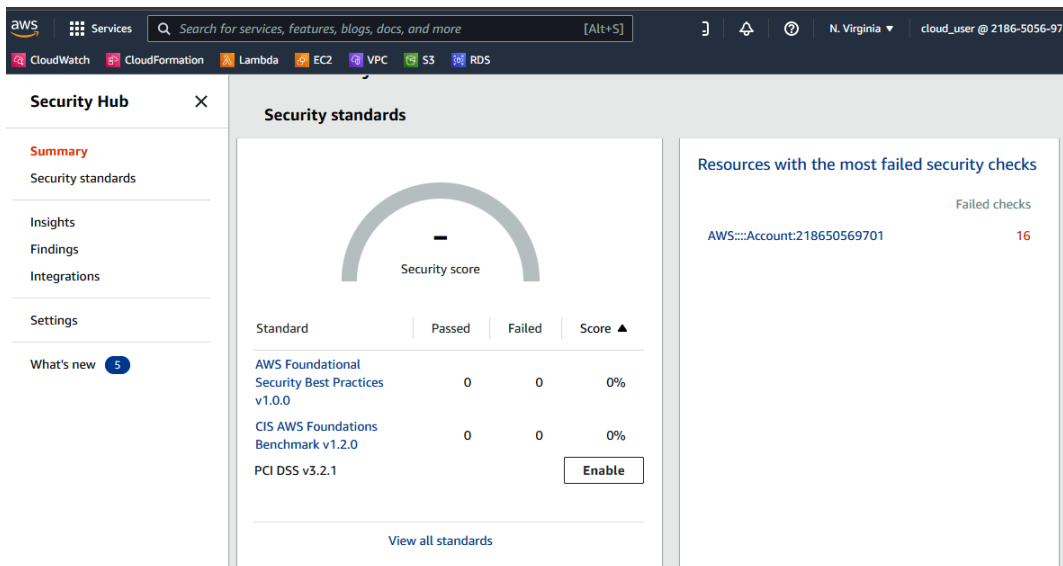 aws
Services
Search for services, features, blogs, docs, and more
[Alt+S]
N. Virginia ▼
cloud_user @ 2186-5056-97
CloudWatch
CloudFormation
Lambda
EC2
VPC
S3
RDS
Security Hub
Summary
Security standards
Insights
Findings
Integrations
Settings
What's new 5
Security standards
–
Security score
Standard Passed Failed Score ▲
AWS Foundational
Security Best Practices
v1.0.0
0 0 0%
CIS AWS Foundations
Benchmark v1.2.0
0 0 0%
PCI DSS v3.2.1
Enable
View all standards
Resources with the most failed security checks
Failed checks
AWS::::Account:218650569701 16